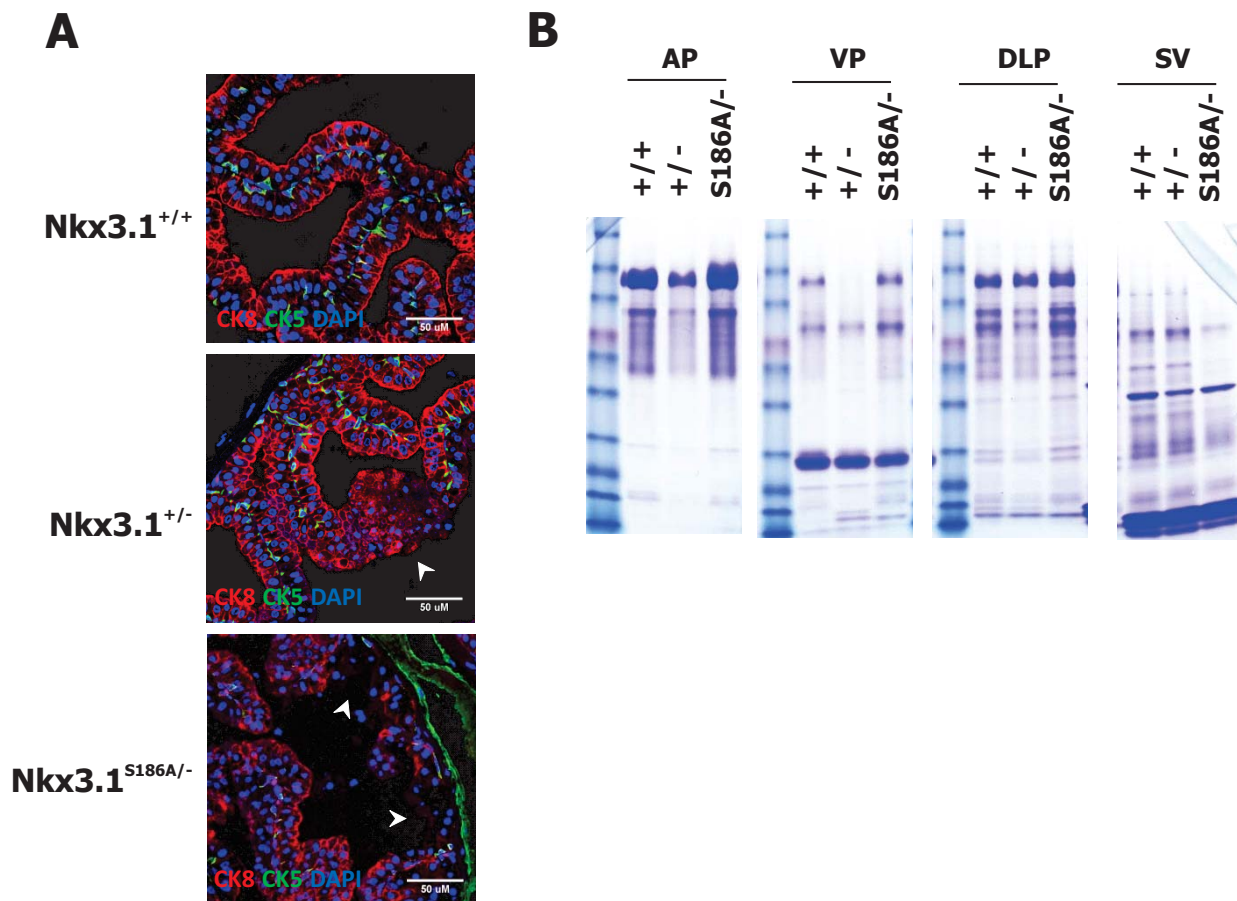 A
Nkx3.1+/+
CK8 CK5 DAPI
50 uM
Nkx3.1+/-
CK8 CK5 DAPI
50 uM
Nkx3.1S186A/-
CK8 CK5 DAPI
50 uM
B
AP VP DLP SV
+/+ +/- S186A/- +/+ +/- S186A/- +/+ +/- S186A/- +/+ +/- S186A/-